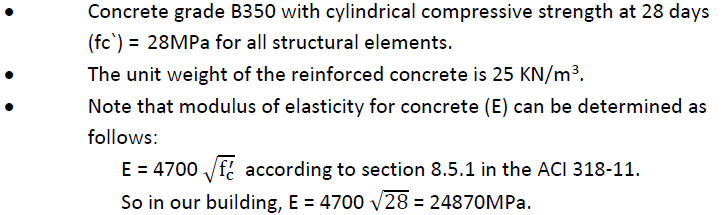 • Concrete grade B350 with cylindrical compressive strength at 28 days
(fc`) = 28MPa for all structural elements.
• The unit weight of the reinforced concrete is 25 KN/m³.
• Note that modulus of elasticity for concrete (E) can be determined as
follows:
E = 4700 √f′c according to section 8.5.1 in the ACI 318-11.
So in our building, E = 4700 √28 = 24870MPa.